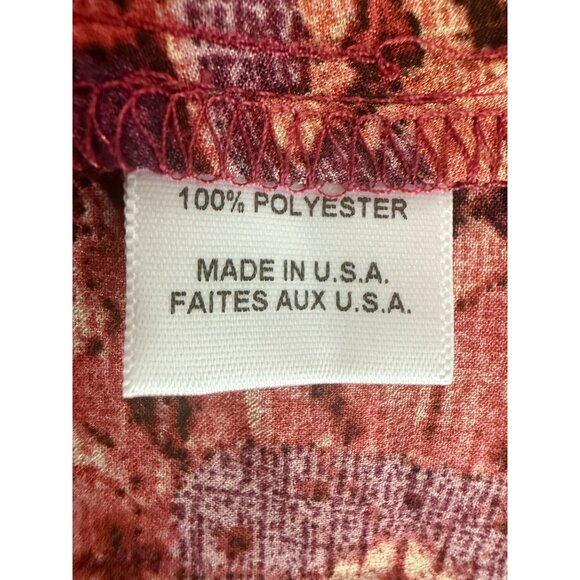 100% POLYESTER
MADE IN U.S.A.
FAITES AUX U.S.A.